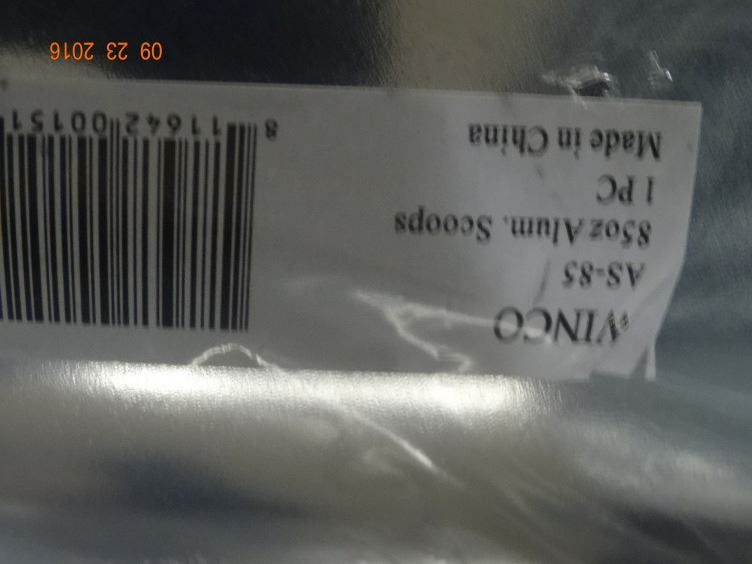 WINCO
AS-85
85oz Alum. Scoops
1 PC
Made in China
8 11642 00151
09 23 2016